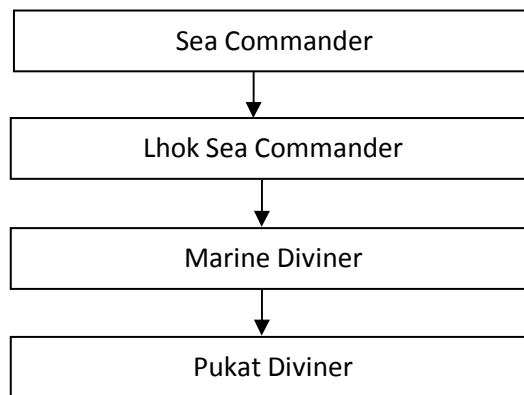 Sea Commander
Lhok Sea Commander
Marine Diviner
Pukat Diviner